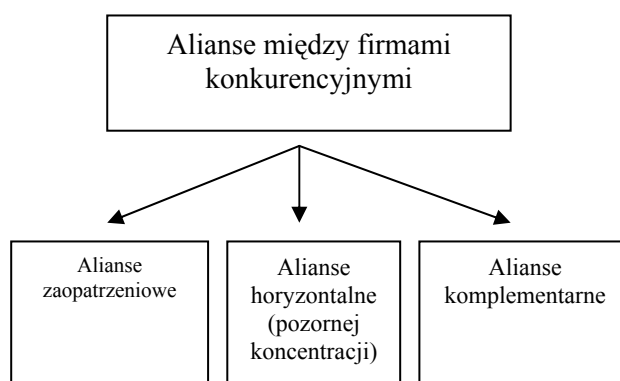 Alianse między firmami
konkurencyjnymi
Alianse
zaopatrzeniowe
Alianse
horyzontalne
(pozornej
koncentracji)
Alianse
komplementarne